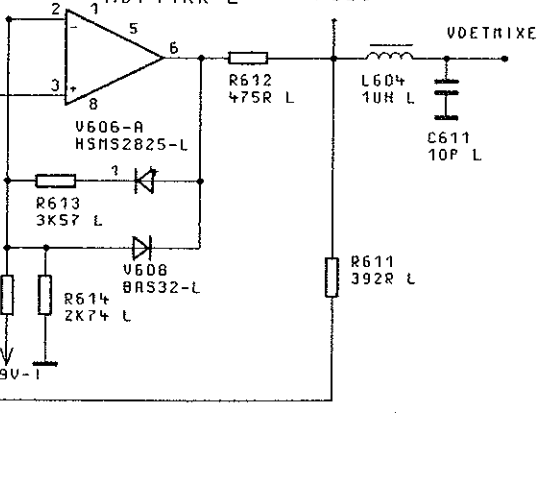 2
1
5
6
VDETMIXE
3
8
R612
475R L
L604
1UH L
C611
10P L
V606-A
HSMS2825-L
1
R613
3K57 L
R611
392R L
V608
BAS32-L
R614
2K74 L
9V-I